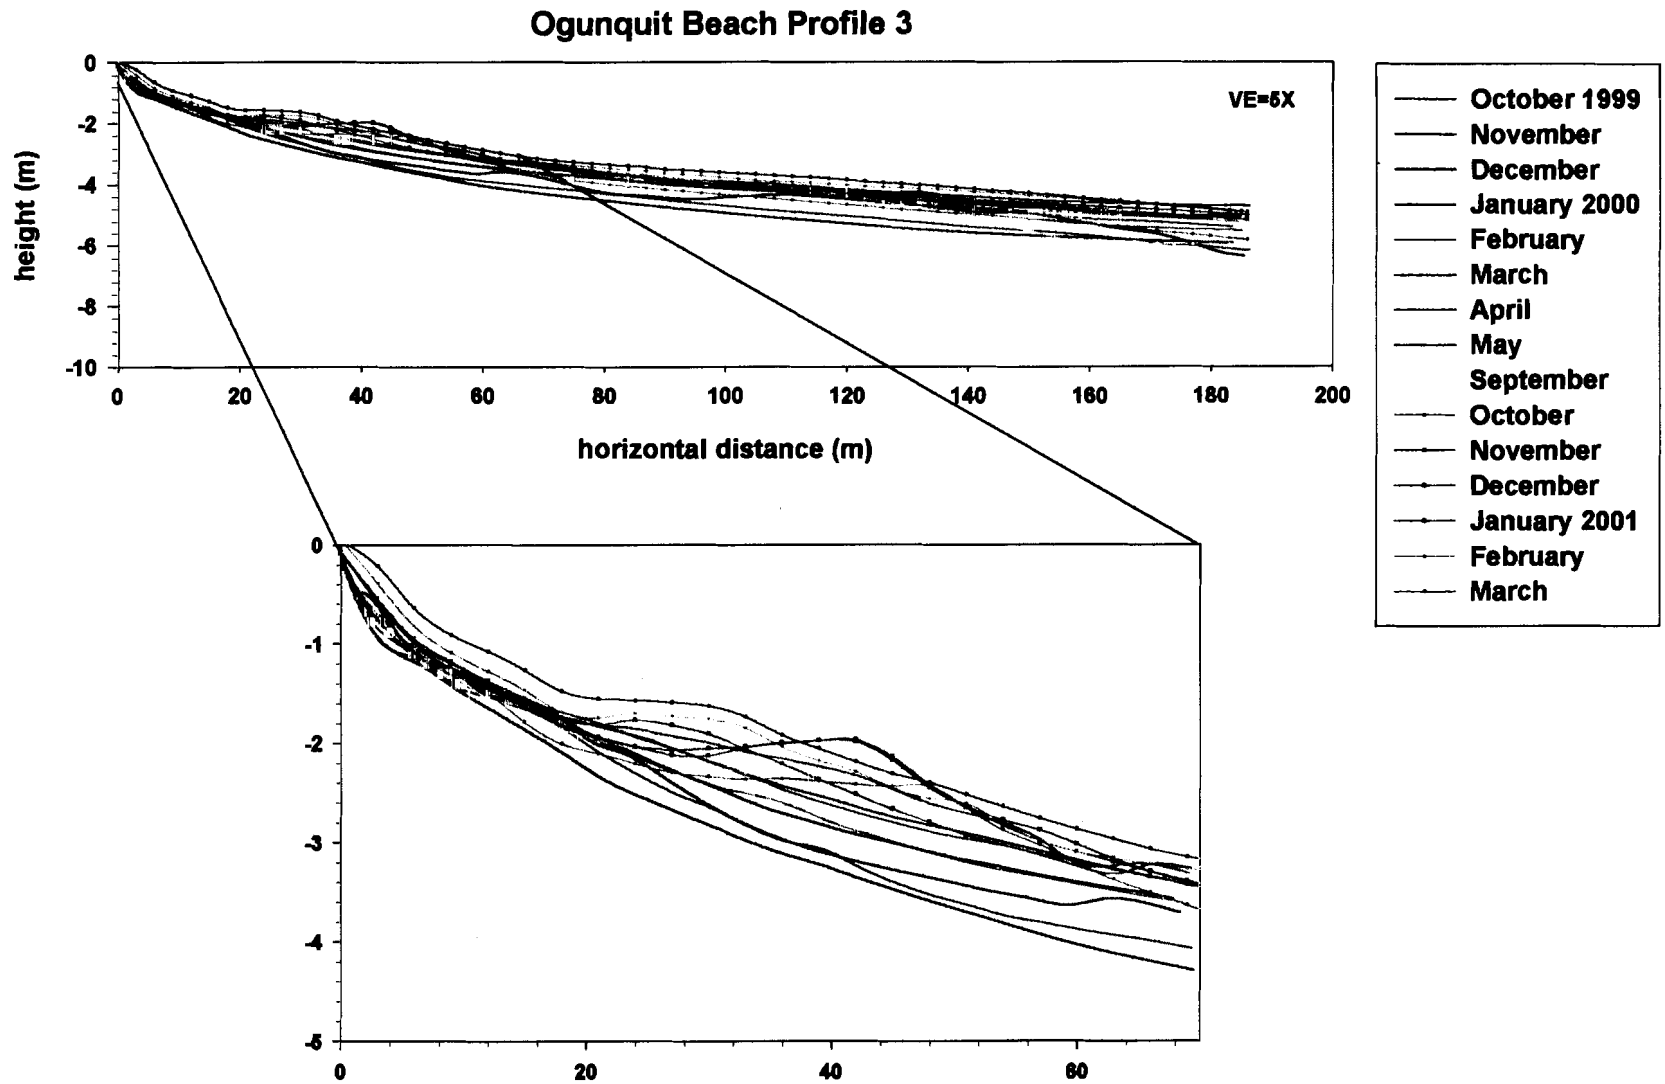 Ogunquit Beach Profile 3
0
-2
-4
-6
-8
-10
height (m)
VE=5X
0 20 40 60 80 100 120 140 160 180 200
horizontal distance (m)
October 1999
November
December
January 2000
February
March
April
May
September
October
November
December
January 2001
February
March
0
-1
-2
-3
-4
-5
0 20 40 60